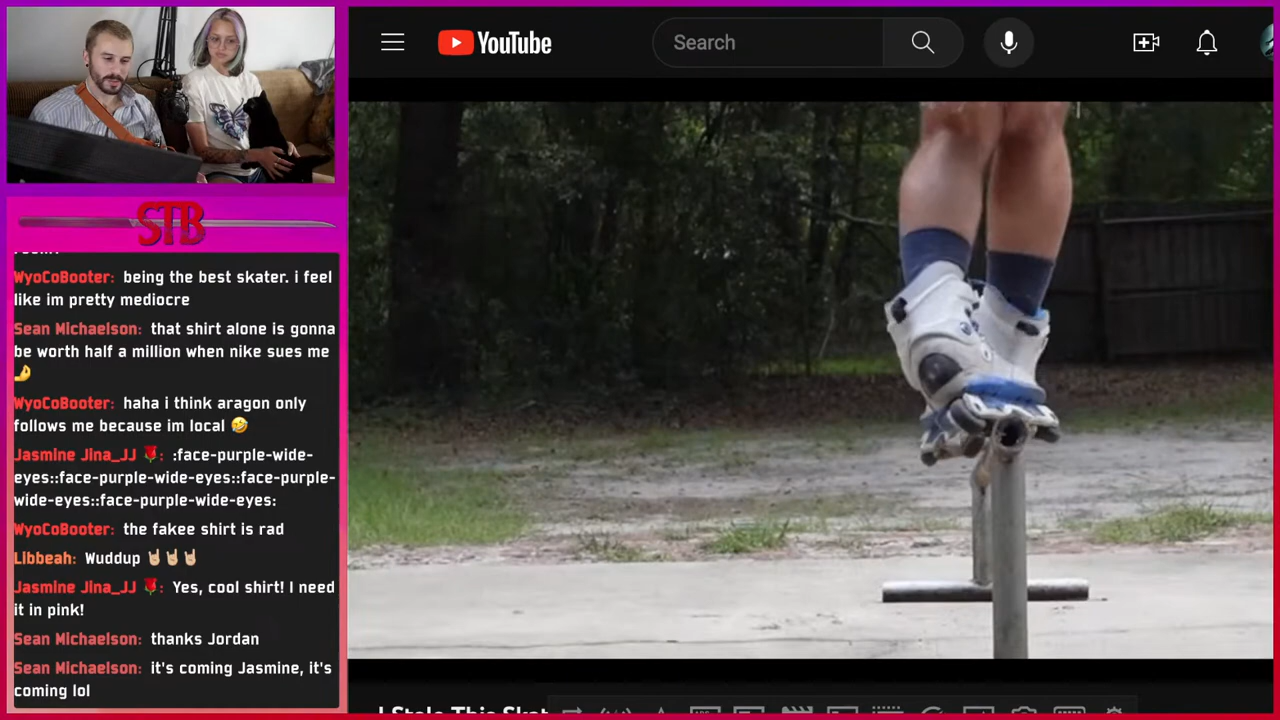 YouTube
Search
STB
WyoCoBooter: being the best skater. i feel
like im pretty mediocre
Sean Michaelson: that shirt alone is gonna
be worth half a million when nike sues me
🤌
WyoCoBooter: haha i think aragon only
follows me because im local 🤣
Jasmine Jina_JJ 🌹: :face-purple-wide-
eyes::face-purple-wide-eyes::face-purple-
wide-eyes::face-purple-wide-eyes:
WyoCoBooter: the fakee shirt is rad
Libbeah: Wuddup 🤘🏼🤘🏼🤘🏼
Jasmine Jina_JJ 🌹: Yes, cool shirt! I need
it in pink!
Sean Michaelson: thanks Jordan
Sean Michaelson: it's coming Jasmine, it's
coming lol
I Stole This Skat